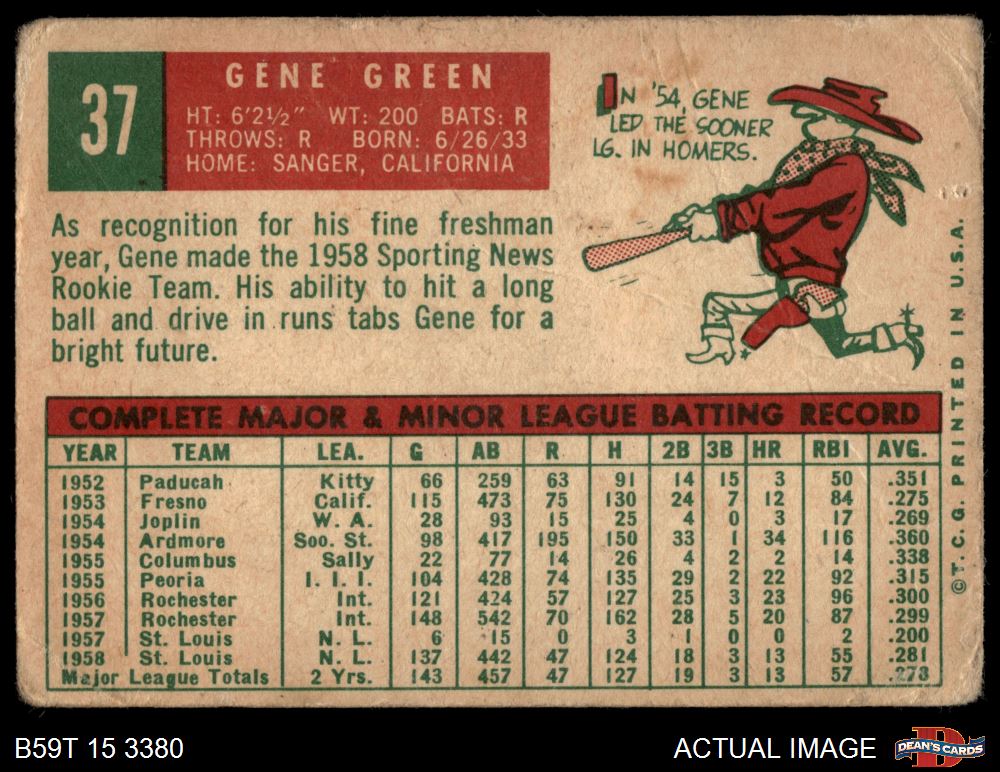 37
GENE GREEN
HT: 6'2½" WT: 200 BATS: R
THROWS: R BORN: 6/26/33
HOME: SANGER, CALIFORNIA
IN '54, GENE
LED THE SOONER
LG. IN HOMERS.
As recognition for his fine freshman
year, Gene made the 1958 Sporting News
Rookie Team. His ability to hit a long
ball and drive in runs tabs Gene for a
bright future.
COMPLETE MAJOR & MINOR LEAGUE BATTING RECORD
YEAR TEAM LEA. G AB R H 2B 3B HR RBI AVG.
1952 Paducah Kitty 66 259 63 91 14 15 3 50 .351
1953 Fresno Calif. 115 473 75 130 24 7 12 84 .275
1954 Joplin W. A. 28 93 15 25 4 0 3 17 .269
1954 Ardmore Soo. St. 98 417 195 150 33 1 34 116 .360
1955 Columbus Sally 22 77 14 26 4 2 2 14 .338
1955 Peoria I. I. I. 104 428 74 135 29 2 22 92 .315
1956 Rochester Int. 121 424 57 127 25 3 23 96 .300
1957 Rochester Int. 148 542 70 162 28 5 20 87 .299
1957 St. Louis N. L. 6 15 0 3 1 0 0 2 .200
1958 St. Louis N. L. 137 442 47 124 18 3 13 55 .281
Major League Totals 2 Yrs. 143 457 47 127 19 3 13 57 .278
©T. C. G. PRINTED IN U.S.A.
B59T 15 3380
ACTUAL IMAGE
DEAN'S CARDS